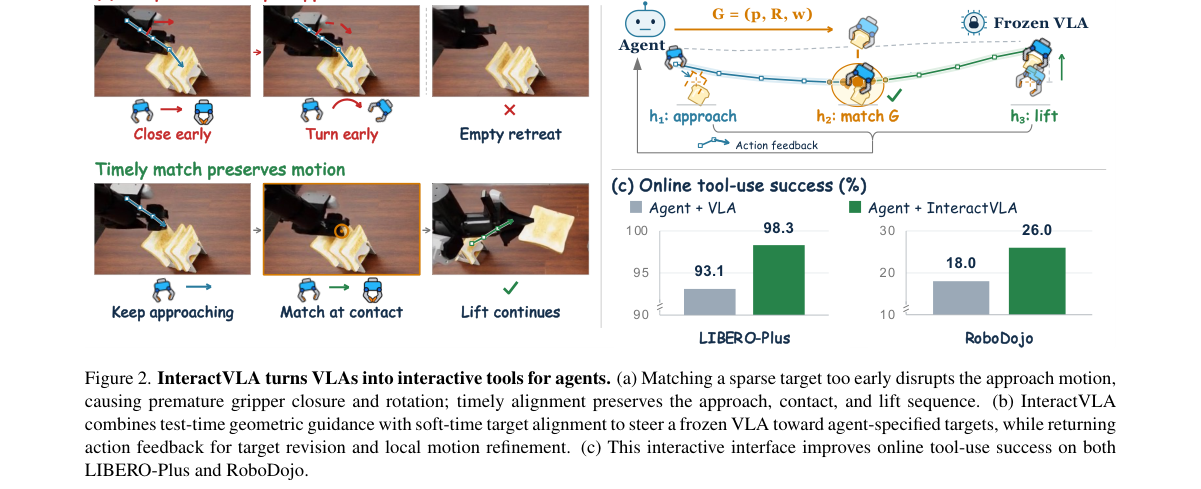 Close early
Turn early
Empty retreat
Timely match preserves motion
Keep approaching
Match at contact
Lift continues
G = (p, R, w)
Agent
Frozen VLA
h₁: approach
h₂: match G
h₃: lift
Action feedback
(c) Online tool-use success (%)
Agent + VLA
Agent + InteractVLA
100
95
90
93.1
98.3
LIBERO-Plus
30
20
10
18.0
26.0
RoboDojo
Figure 2. InteractVLA turns VLAs into interactive tools for agents. (a) Matching a sparse target too early disrupts the approach motion,
causing premature gripper closure and rotation; timely alignment preserves the approach, contact, and lift sequence. (b) InteractVLA
combines test-time geometric guidance with soft-time target alignment to steer a frozen VLA toward agent-specified targets, while returning
action feedback for target revision and local motion refinement. (c) This interactive interface improves online tool-use success on both
LIBERO-Plus and RoboDojo.